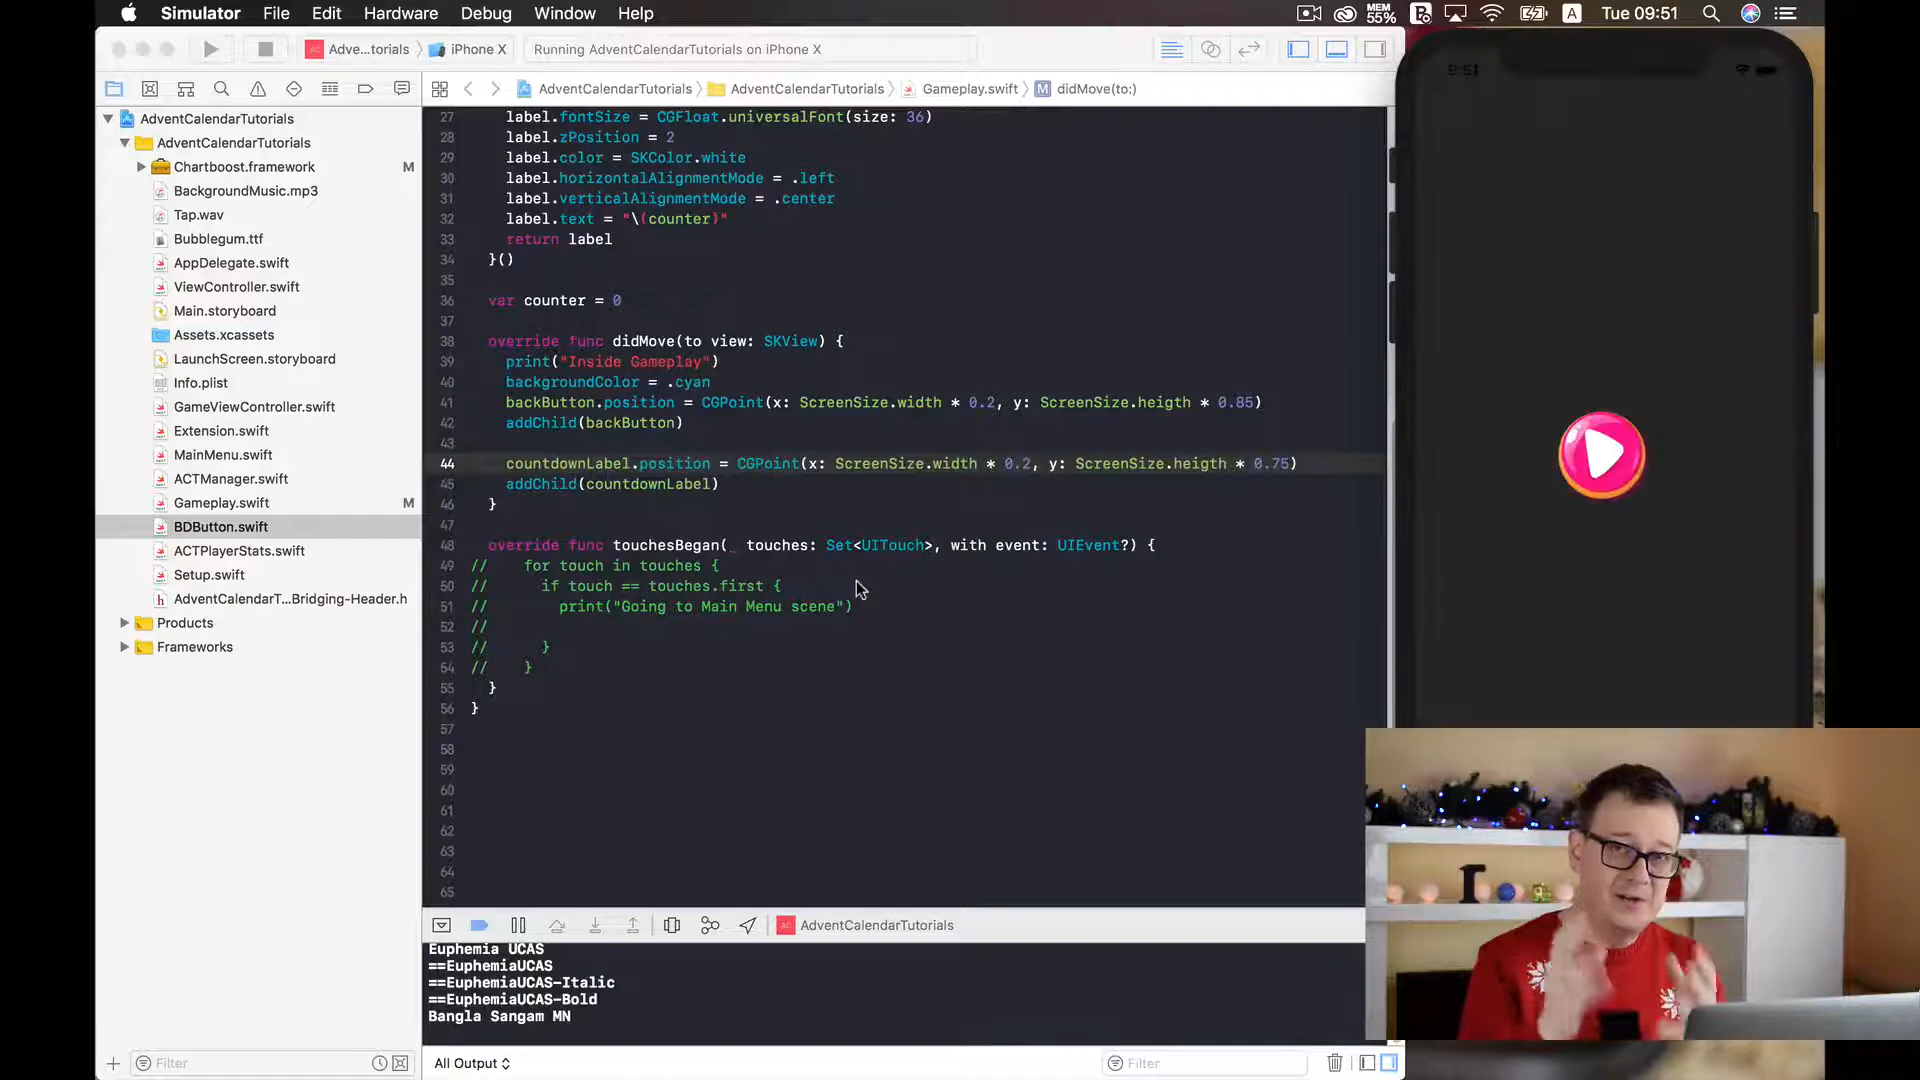 Simulator File Edit Hardware Debug Window Help MEM 55% A Tue 09:51
Adve...torials iPhone X Running AdventCalendarTutorials on iPhone X
9:51
AdventCalendarTutorials AdventCalendarTutorials Gameplay.swift M didMove(to:)
AdventCalendarTutorials
AdventCalendarTutorials
Chartboost.framework M
BackgroundMusic.mp3
Tap.wav
Bubblegum.ttf
AppDelegate.swift
ViewController.swift
Main.storyboard
Assets.xcassets
LaunchScreen.storyboard
Info.plist
GameViewController.swift
Extension.swift
MainMenu.swift
ACTManager.swift
Gameplay.swift M
BDButton.swift
ACTPlayerStats.swift
Setup.swift
AdventCalendarT...Bridging-Header.h
Products
Frameworks
Filter
27 label.fontSize = CGFloat.universalFont(size: 36)
28 label.zPosition = 2
29 label.color = SKColor.white
30 label.horizontalAlignmentMode = .left
31 label.verticalAlignmentMode = .center
32 label.text = "\(counter)"
33 return label
34 }()
35
36 var counter = 0
37
38 override func didMove(to view: SKView) {
39 print("Inside Gameplay")
40 backgroundColor = .cyan
41 backButton.position = CGPoint(x: ScreenSize.width * 0.2, y: ScreenSize.heigth * 0.85)
42 addChild(backButton)
43
44 countdownLabel.position = CGPoint(x: ScreenSize.width * 0.2, y: ScreenSize.heigth * 0.75)
45 addChild(countdownLabel)
46 }
47
48 override func touchesBegan(_ touches: Set<UITouch>, with event: UIEvent?) {
49 // for touch in touches {
50 // if touch == touches.first {
51 // print("Going to Main Menu scene")
52 //
53 // }
54 // }
55 }
56 }
57
58
59
60
61
62
63
64
65
AdventCalendarTutorials
Euphemia UCAS
==EuphemiaUCAS
==EuphemiaUCAS-Italic
==EuphemiaUCAS-Bold
Bangla Sangam MN
All Output Filter